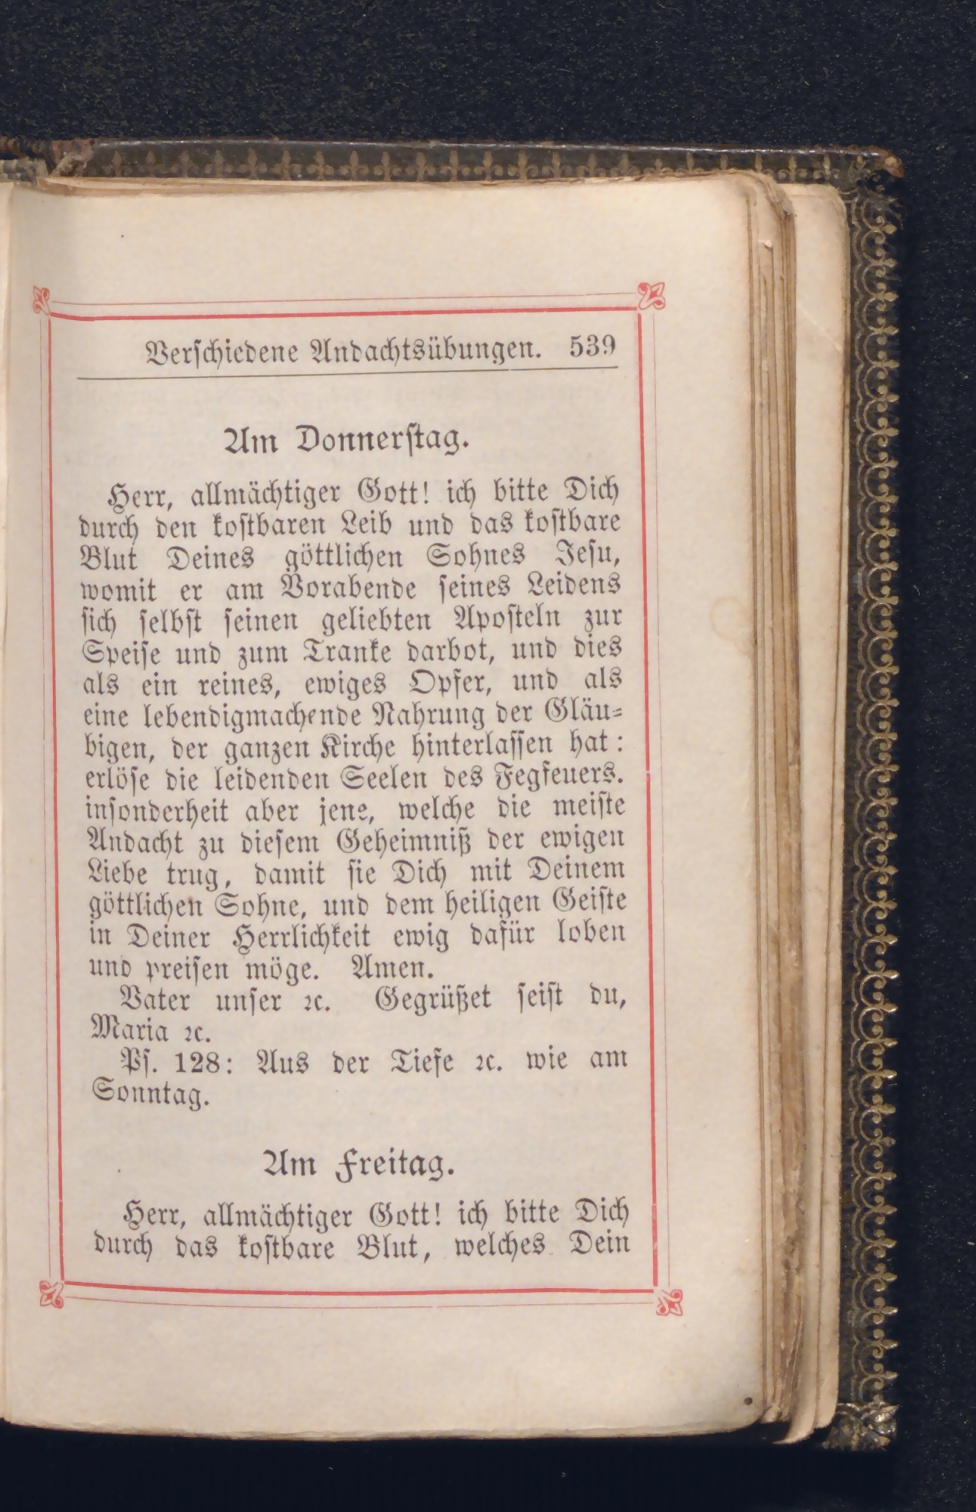 Verschiedene Andachtsübungen. 539
Am Donnerstag.
Herr, allmächtiger Gott! ich bitte Dich
durch den kostbaren Leib und das kostbare
Blut Deines göttlichen Sohnes Jesu,
womit er am Vorabende seines Leidens
sich selbst seinen geliebten Aposteln zur
Speise und zum Tranke darbot, und dies
als ein reines, ewiges Opfer, und als
eine lebendigmachende Nahrung der Gläu-
bigen, der ganzen Kirche hinterlassen hat:
erlöse die leidenden Seelen des Fegfeuers.
insonderheit aber jene, welche die meiste
Andacht zu diesem Geheimniß der ewigen
Liebe trug, damit sie Dich mit Deinem
göttlichen Sohne, und dem heiligen Geiste
in Deiner Herrlichkeit ewig dafür loben
und preisen möge. Amen.
Vater unser ꝛc. Gegrüßet seist du,
Maria ꝛc.
Ps. 128: Aus der Tiefe ꝛc. wie am
Sonntag.
Am Freitag.
Herr, allmächtiger Gott! ich bitte Dich
durch das kostbare Blut, welches Dein